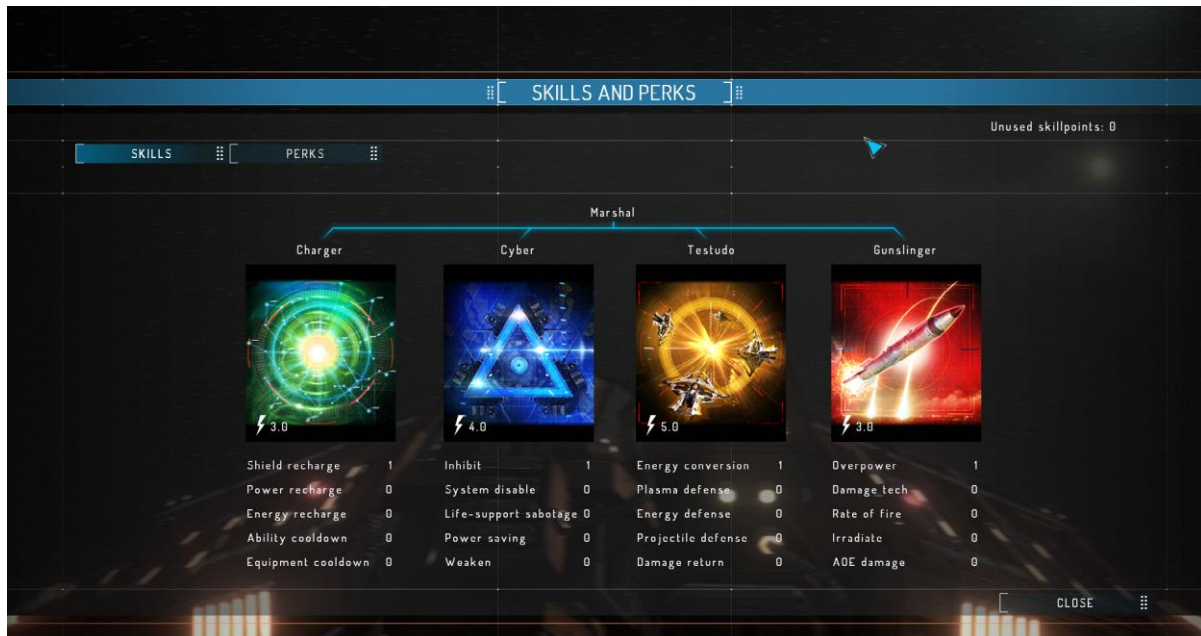 SKILLS AND PERKS
Unused skillpoints: 0
SKILLS PERKS
Marshal
Charger Cyber Testudo Gunslinger
3.0 4.0 5.0 3.0
Shield recharge 1 Inhibit 1 Energy conversion 1 Overpower 1
Power recharge 0 System disable 0 Plasma defense 0 Damage tech 0
Energy recharge 0 Life-support sabotage 0 Energy defense 0 Rate of fire 0
Ability cooldown 0 Power saving 0 Projectile defense 0 Irradiate 0
Equipment cooldown 0 Weaken 0 Damage return 0 AOE damage 0
CLOSE